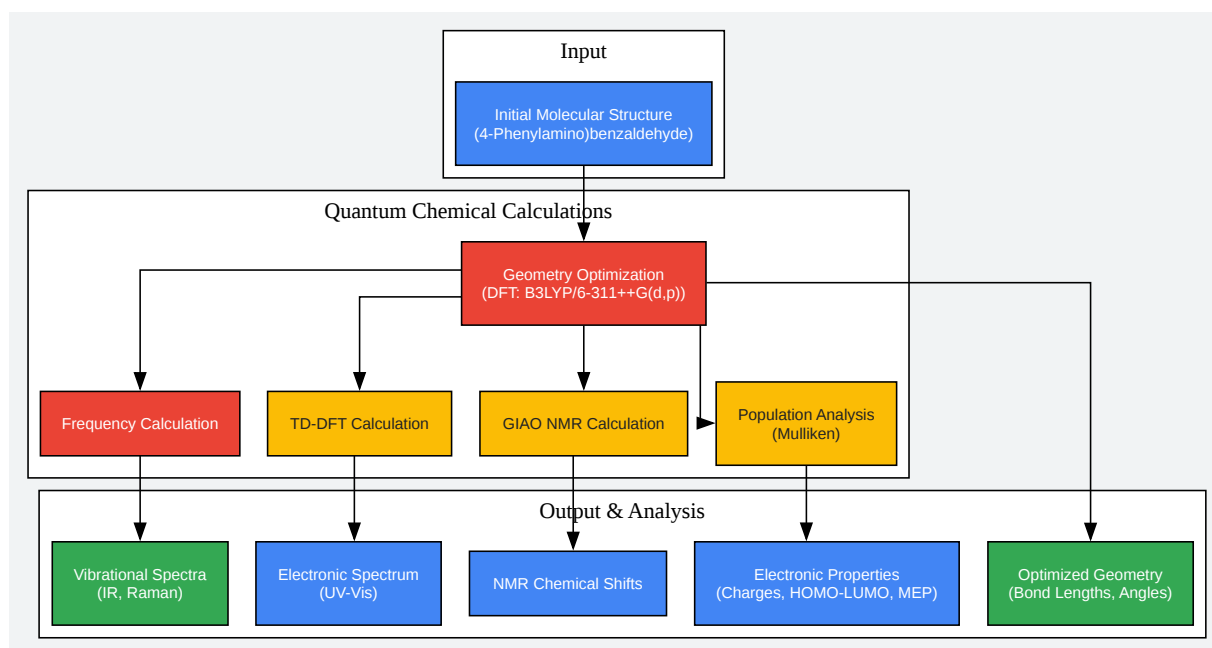 Input
Initial Molecular Structure
(4-Phenylamino)benzaldehyde)
Quantum Chemical Calculations
Geometry Optimization
(DFT: B3LYP/6-311++G(d,p))
Frequency Calculation
TD-DFT Calculation
GIAO NMR Calculation
Population Analysis
(Mulliken)
Output & Analysis
Vibrational Spectra
(IR, Raman)
Electronic Spectrum
(UV-Vis)
NMR Chemical Shifts
Electronic Properties
(Charges, HOMO-LUMO, MEP)
Optimized Geometry
(Bond Lengths, Angles)